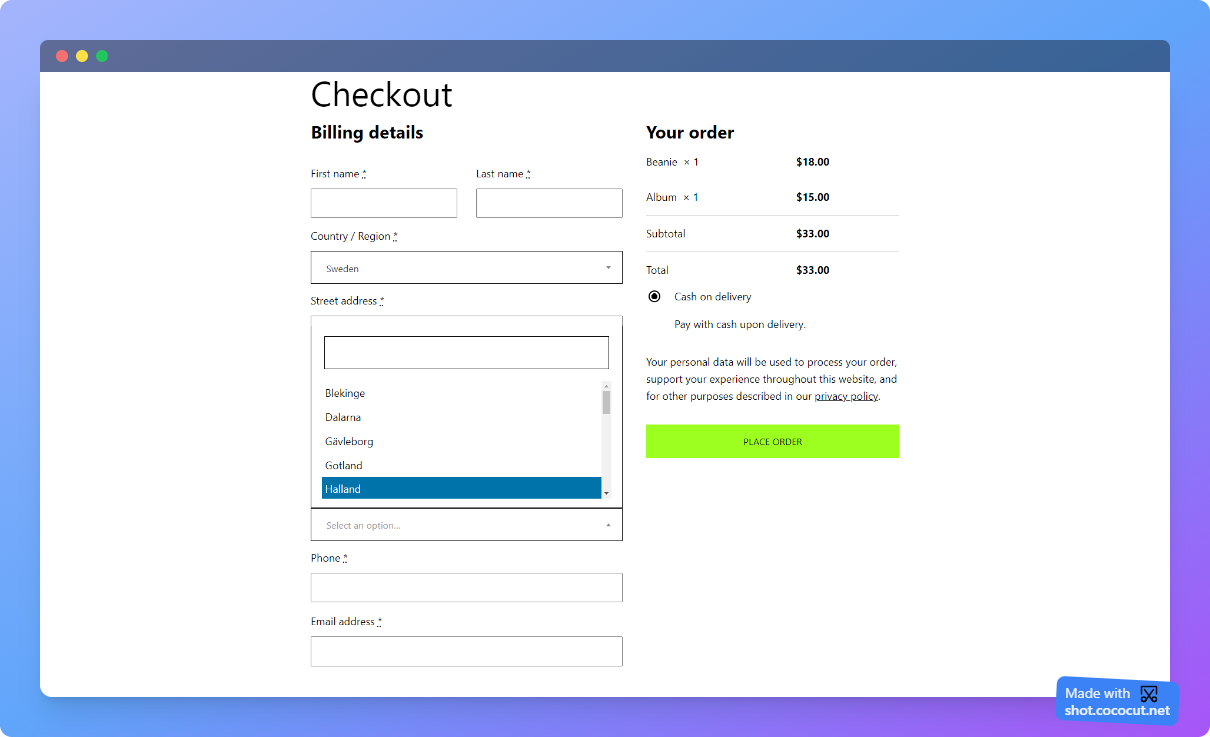 Checkout
Billing details
First name *
Last name *
Country / Region *
Sweden
Street address *
Blekinge
Dalarna
Gävleborg
Gotland
Halland
Select an option...
Phone *
Email address *
Your order
Beanie × 1 $18.00
Album × 1 $15.00
Subtotal $33.00
Total $33.00
Cash on delivery
Pay with cash upon delivery.
Your personal data will be used to process your order,
support your experience throughout this website, and
for other purposes described in our privacy policy.
PLACE ORDER
Made with
shot.cococut.net